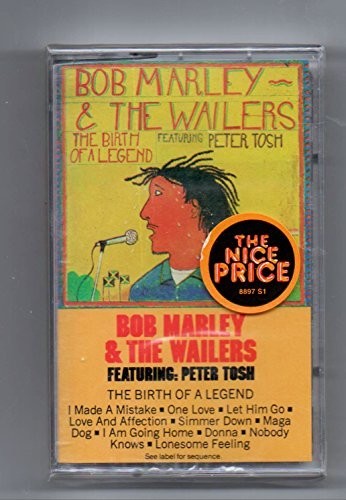 BOB MARLEY
& THE WAILERS
THE BIRTH FEATURING PETER TOSH
OF A LEGEND
THE
NICE
PRICE
8897 S1
BOB MARLEY
& THE WAILERS
FEATURING: PETER TOSH
THE BIRTH OF A LEGEND
I Made A Mistake • One Love • Let Him Go •
Love And Affection • Simmer Down • Maga
Dog • I Am Going Home • Donna • Nobody
Knows • Lonesome Feeling
See label for sequence.